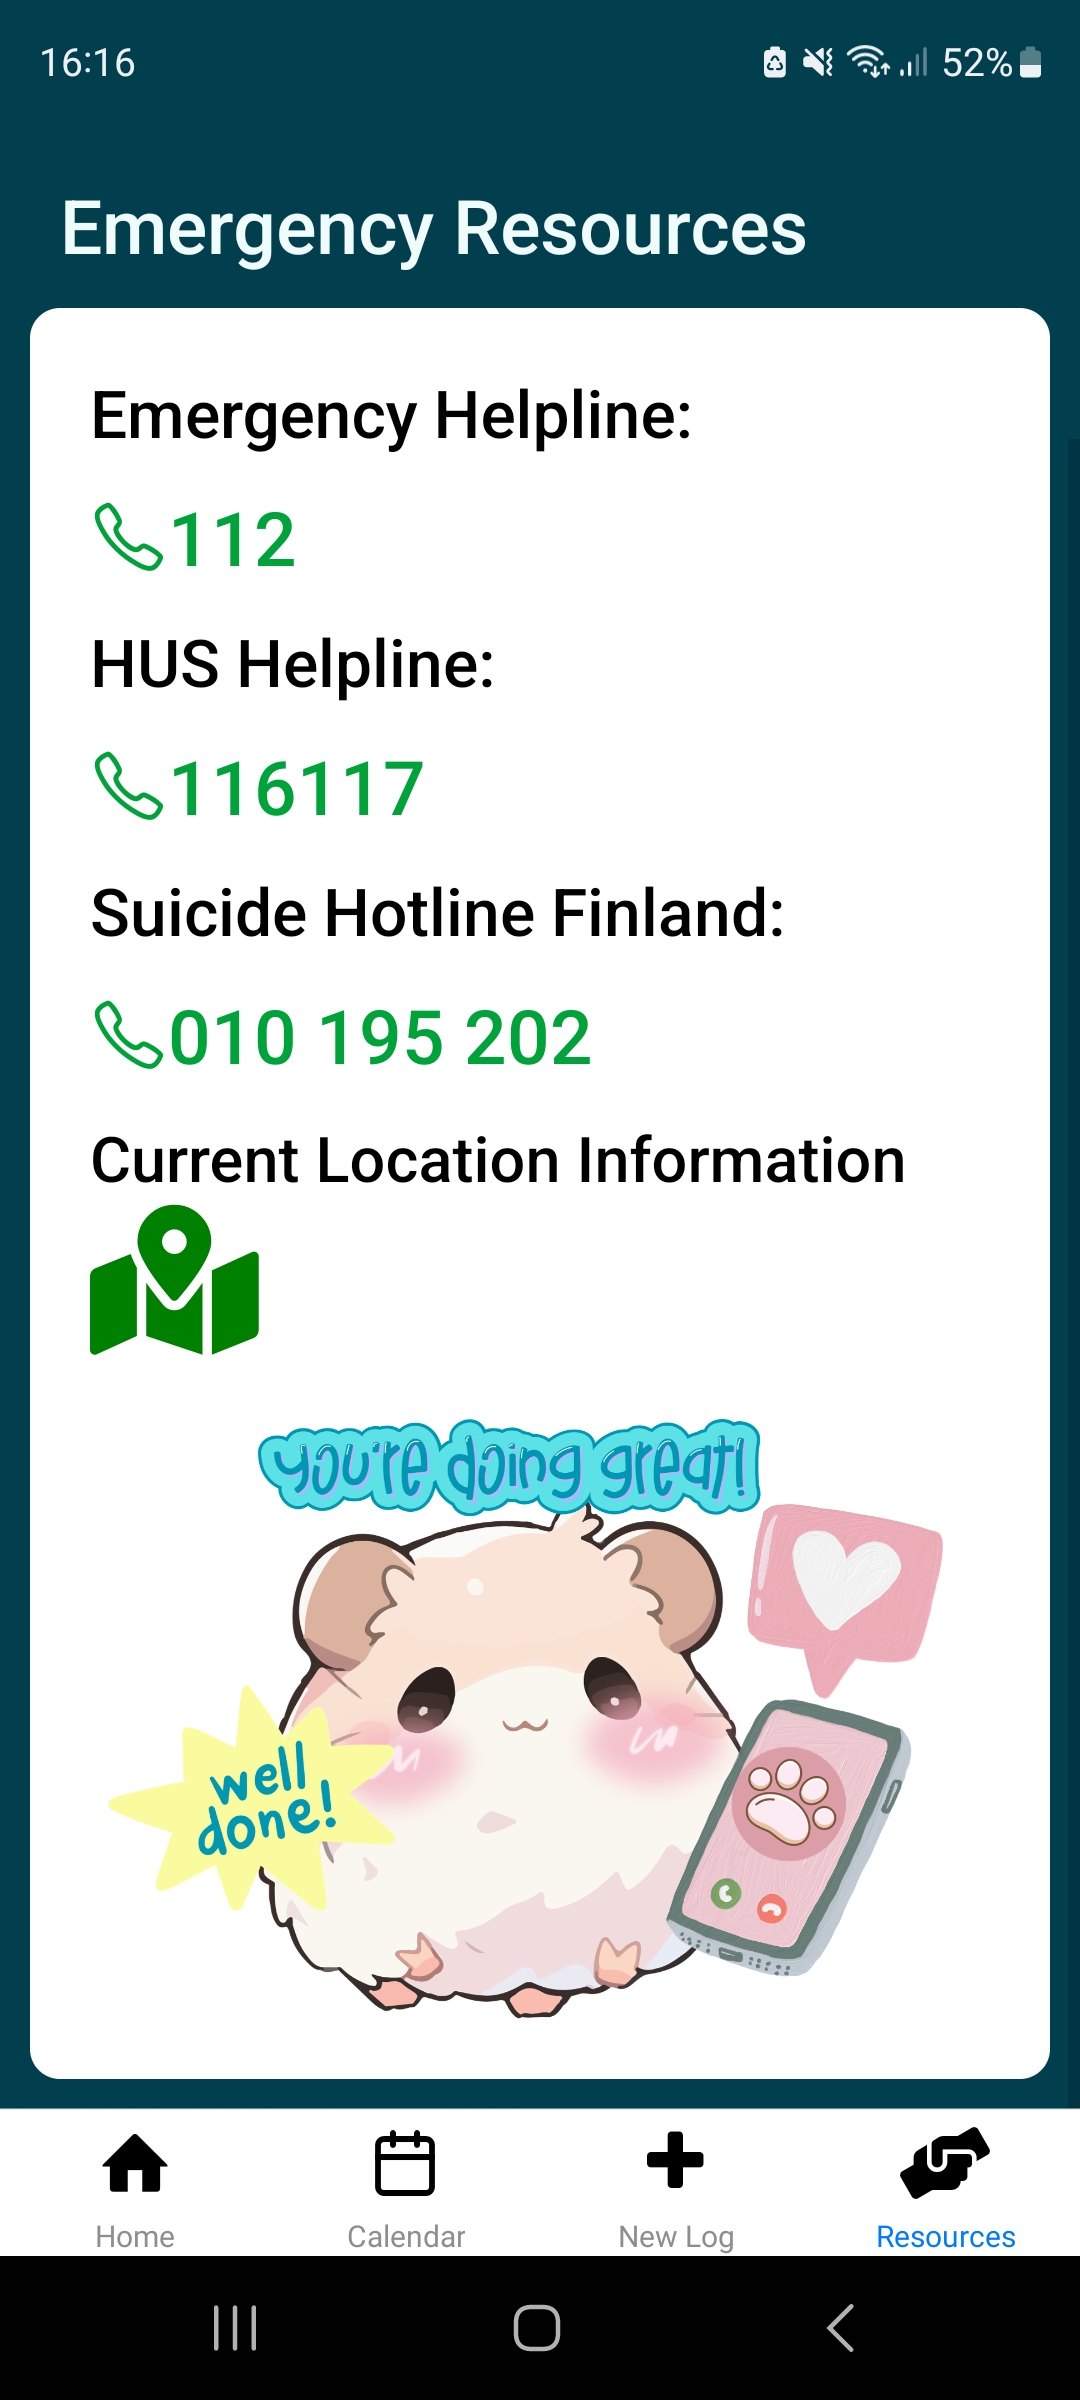 16:16
52%
Emergency Resources
Emergency Helpline:
112
HUS Helpline:
116117
Suicide Hotline Finland:
010 195 202
Current Location Information
you're doing great!
well
done!
Home
Calendar
New Log
Resources